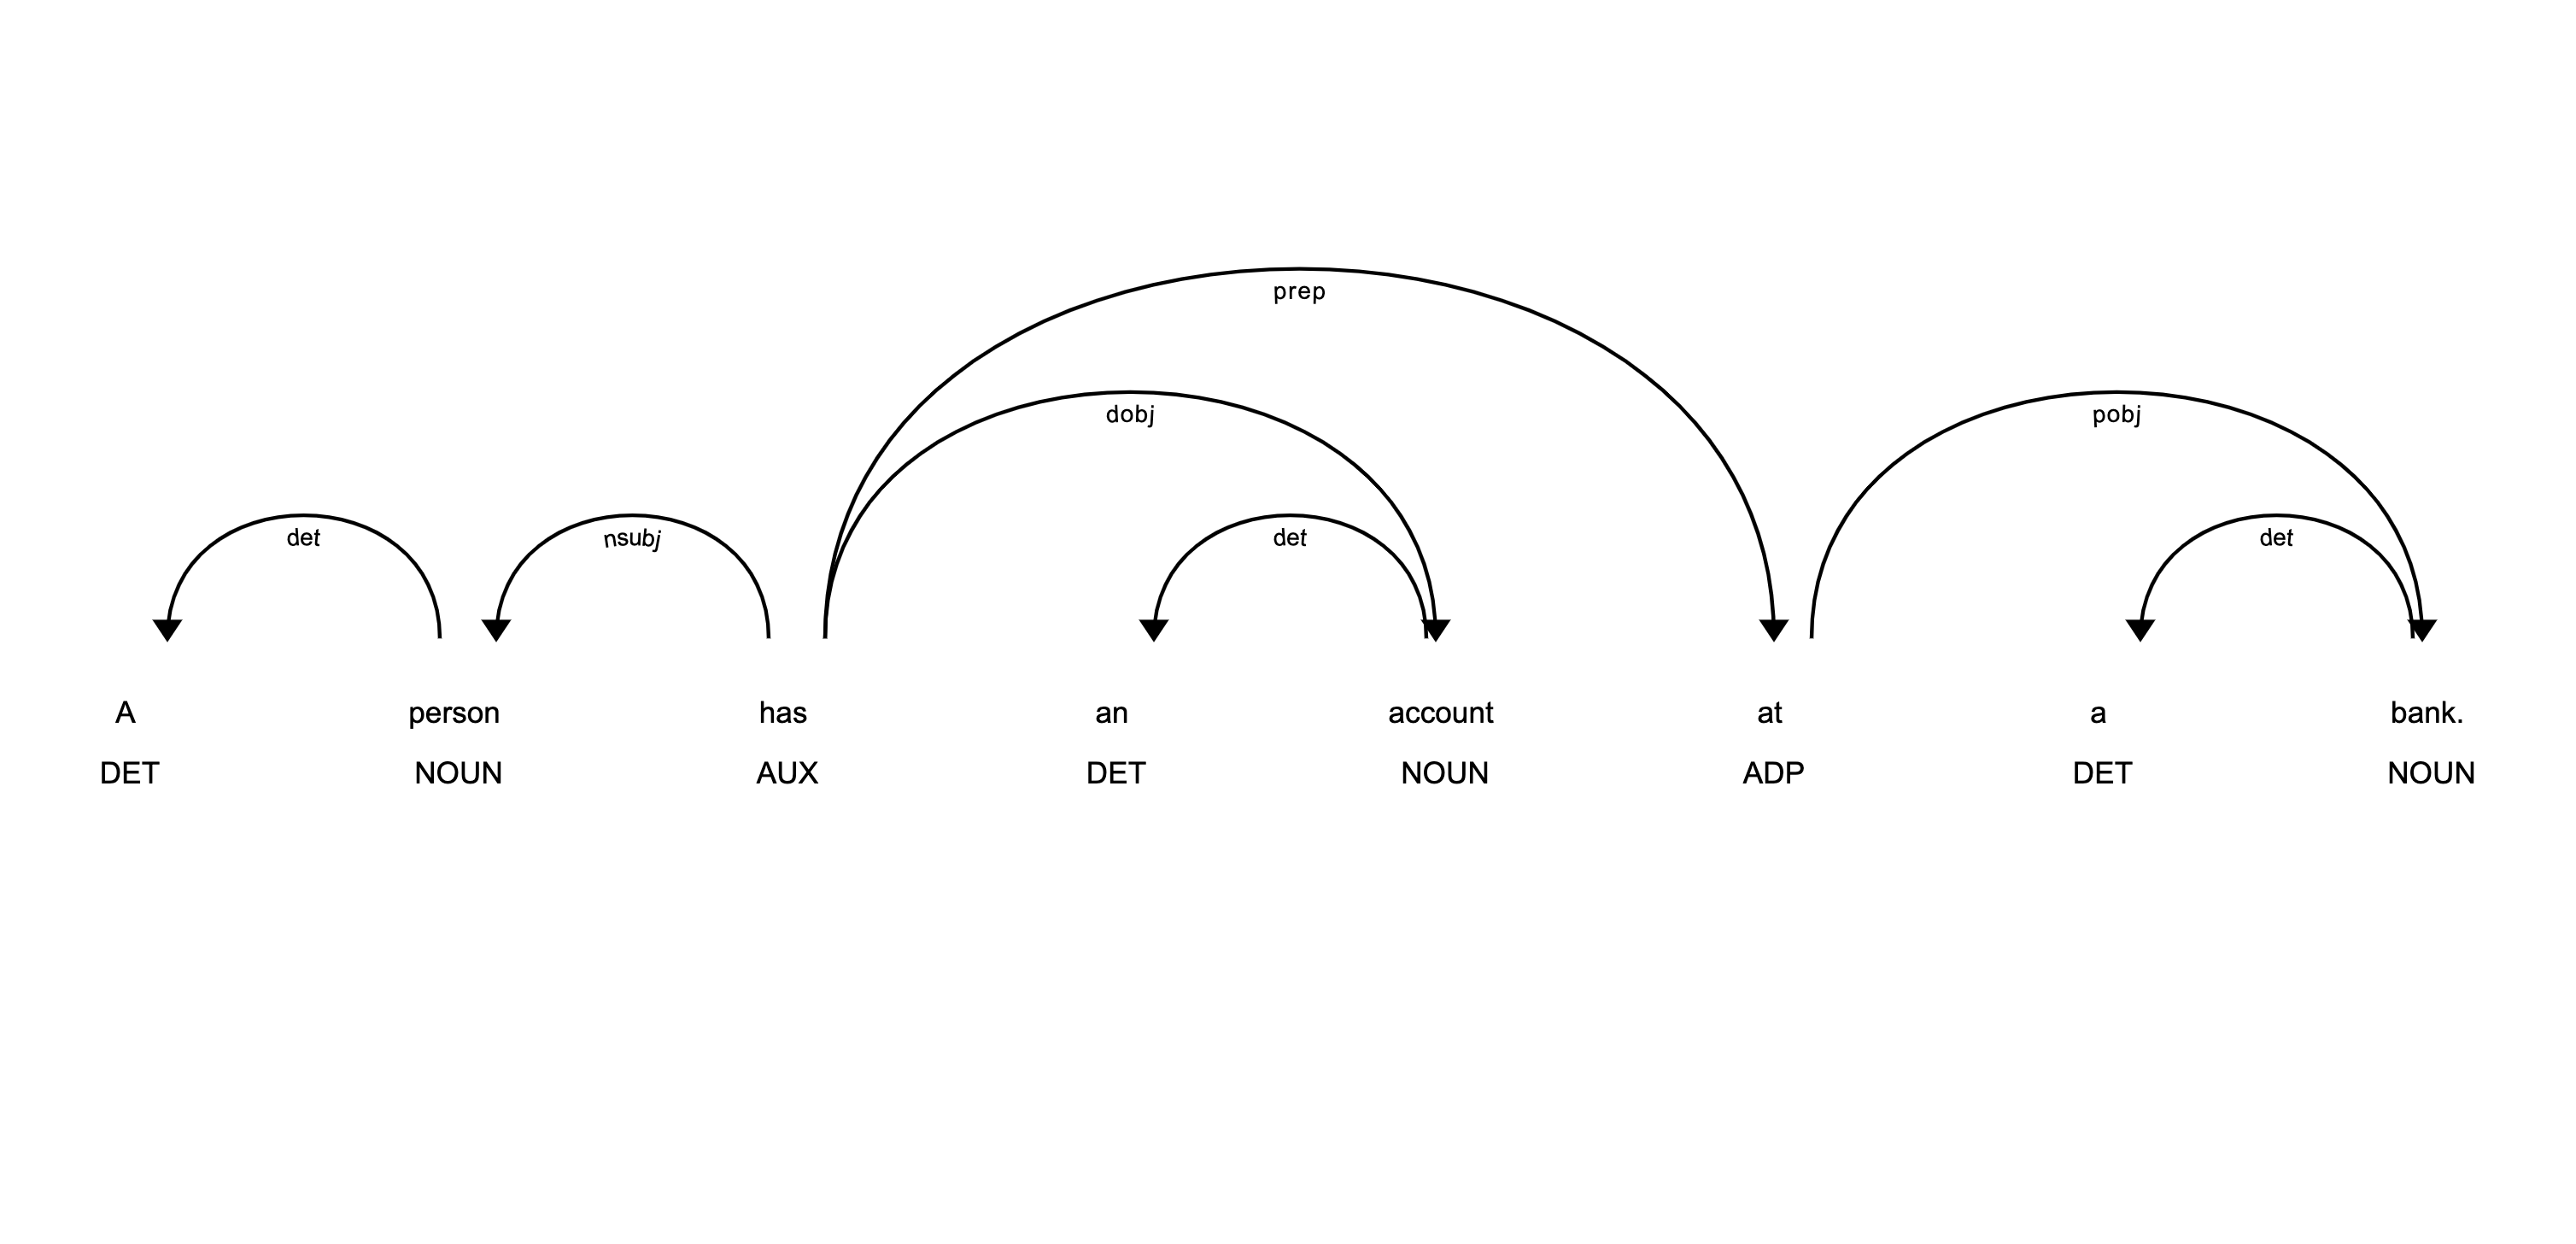 prep
dobj pobj
det nsubj det det
A person has an account at a bank.
DET NOUN AUX DET NOUN ADP DET NOUN